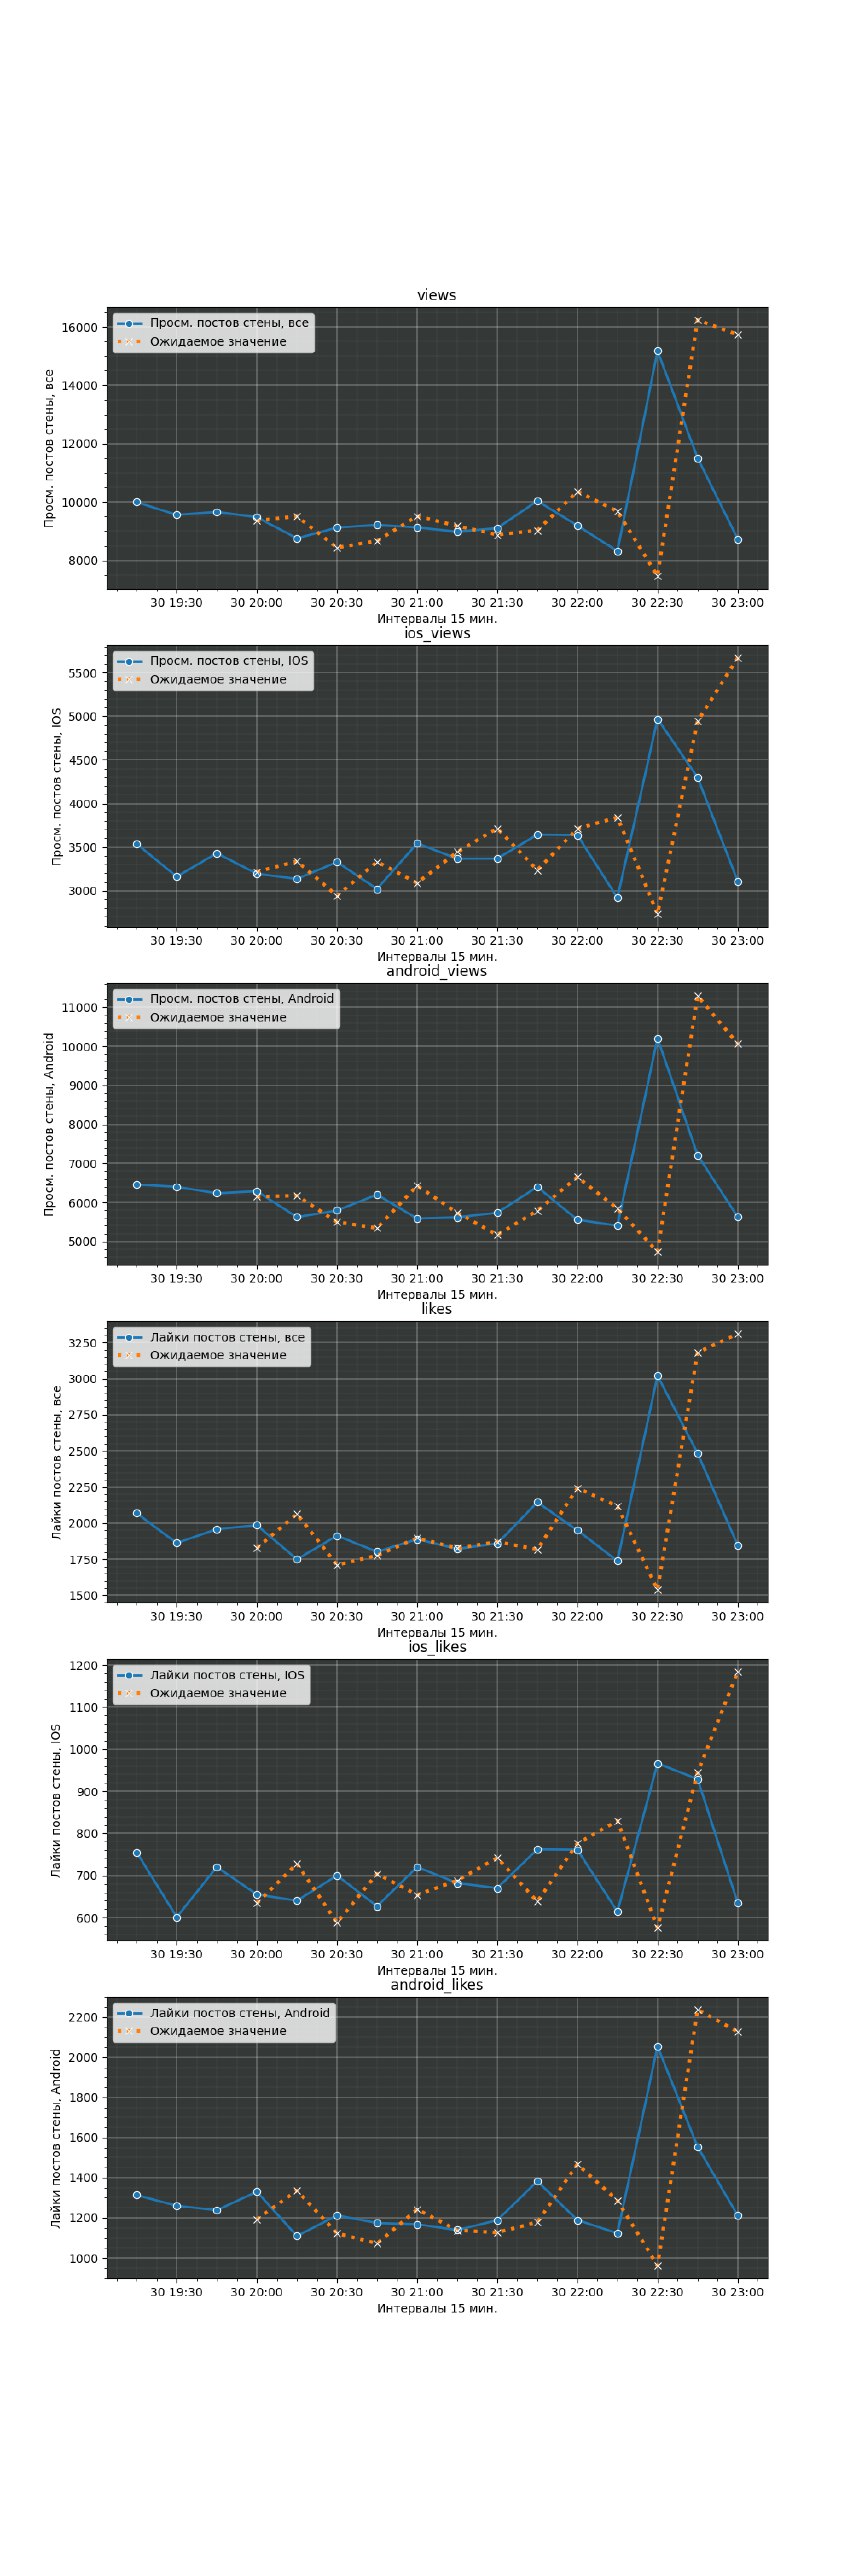 views
Просм. постов стены, все
Ожидаемое значение
Просм. постов стены, все
16000
14000
12000
10000
8000
30 19:30 30 20:00 30 20:30 30 21:00 30 21:30 30 22:00 30 22:30 30 23:00
Интервалы 15 мин.
ios_views
Просм. постов стены, IOS
Ожидаемое значение
Просм. постов стены, IOS
5500
5000
4500
4000
3500
3000
30 19:30 30 20:00 30 20:30 30 21:00 30 21:30 30 22:00 30 22:30 30 23:00
Интервалы 15 мин.
android_views
Просм. постов стены, Android
Ожидаемое значение
Просм. постов стены, Android
11000
10000
9000
8000
7000
6000
5000
30 19:30 30 20:00 30 20:30 30 21:00 30 21:30 30 22:00 30 22:30 30 23:00
Интервалы 15 мин.
likes
Лайки постов стены, все
Ожидаемое значение
Лайки постов стены, все
3250
3000
2750
2500
2250
2000
1750
1500
30 19:30 30 20:00 30 20:30 30 21:00 30 21:30 30 22:00 30 22:30 30 23:00
Интервалы 15 мин.
ios_likes
Лайки постов стены, IOS
Ожидаемое значение
Лайки постов стены, IOS
1200
1100
1000
900
800
700
600
30 19:30 30 20:00 30 20:30 30 21:00 30 21:30 30 22:00 30 22:30 30 23:00
Интервалы 15 мин.
android_likes
Лайки постов стены, Android
Ожидаемое значение
Лайки постов стены, Android
2200
2000
1800
1600
1400
1200
1000
30 19:30 30 20:00 30 20:30 30 21:00 30 21:30 30 22:00 30 22:30 30 23:00
Интервалы 15 мин.